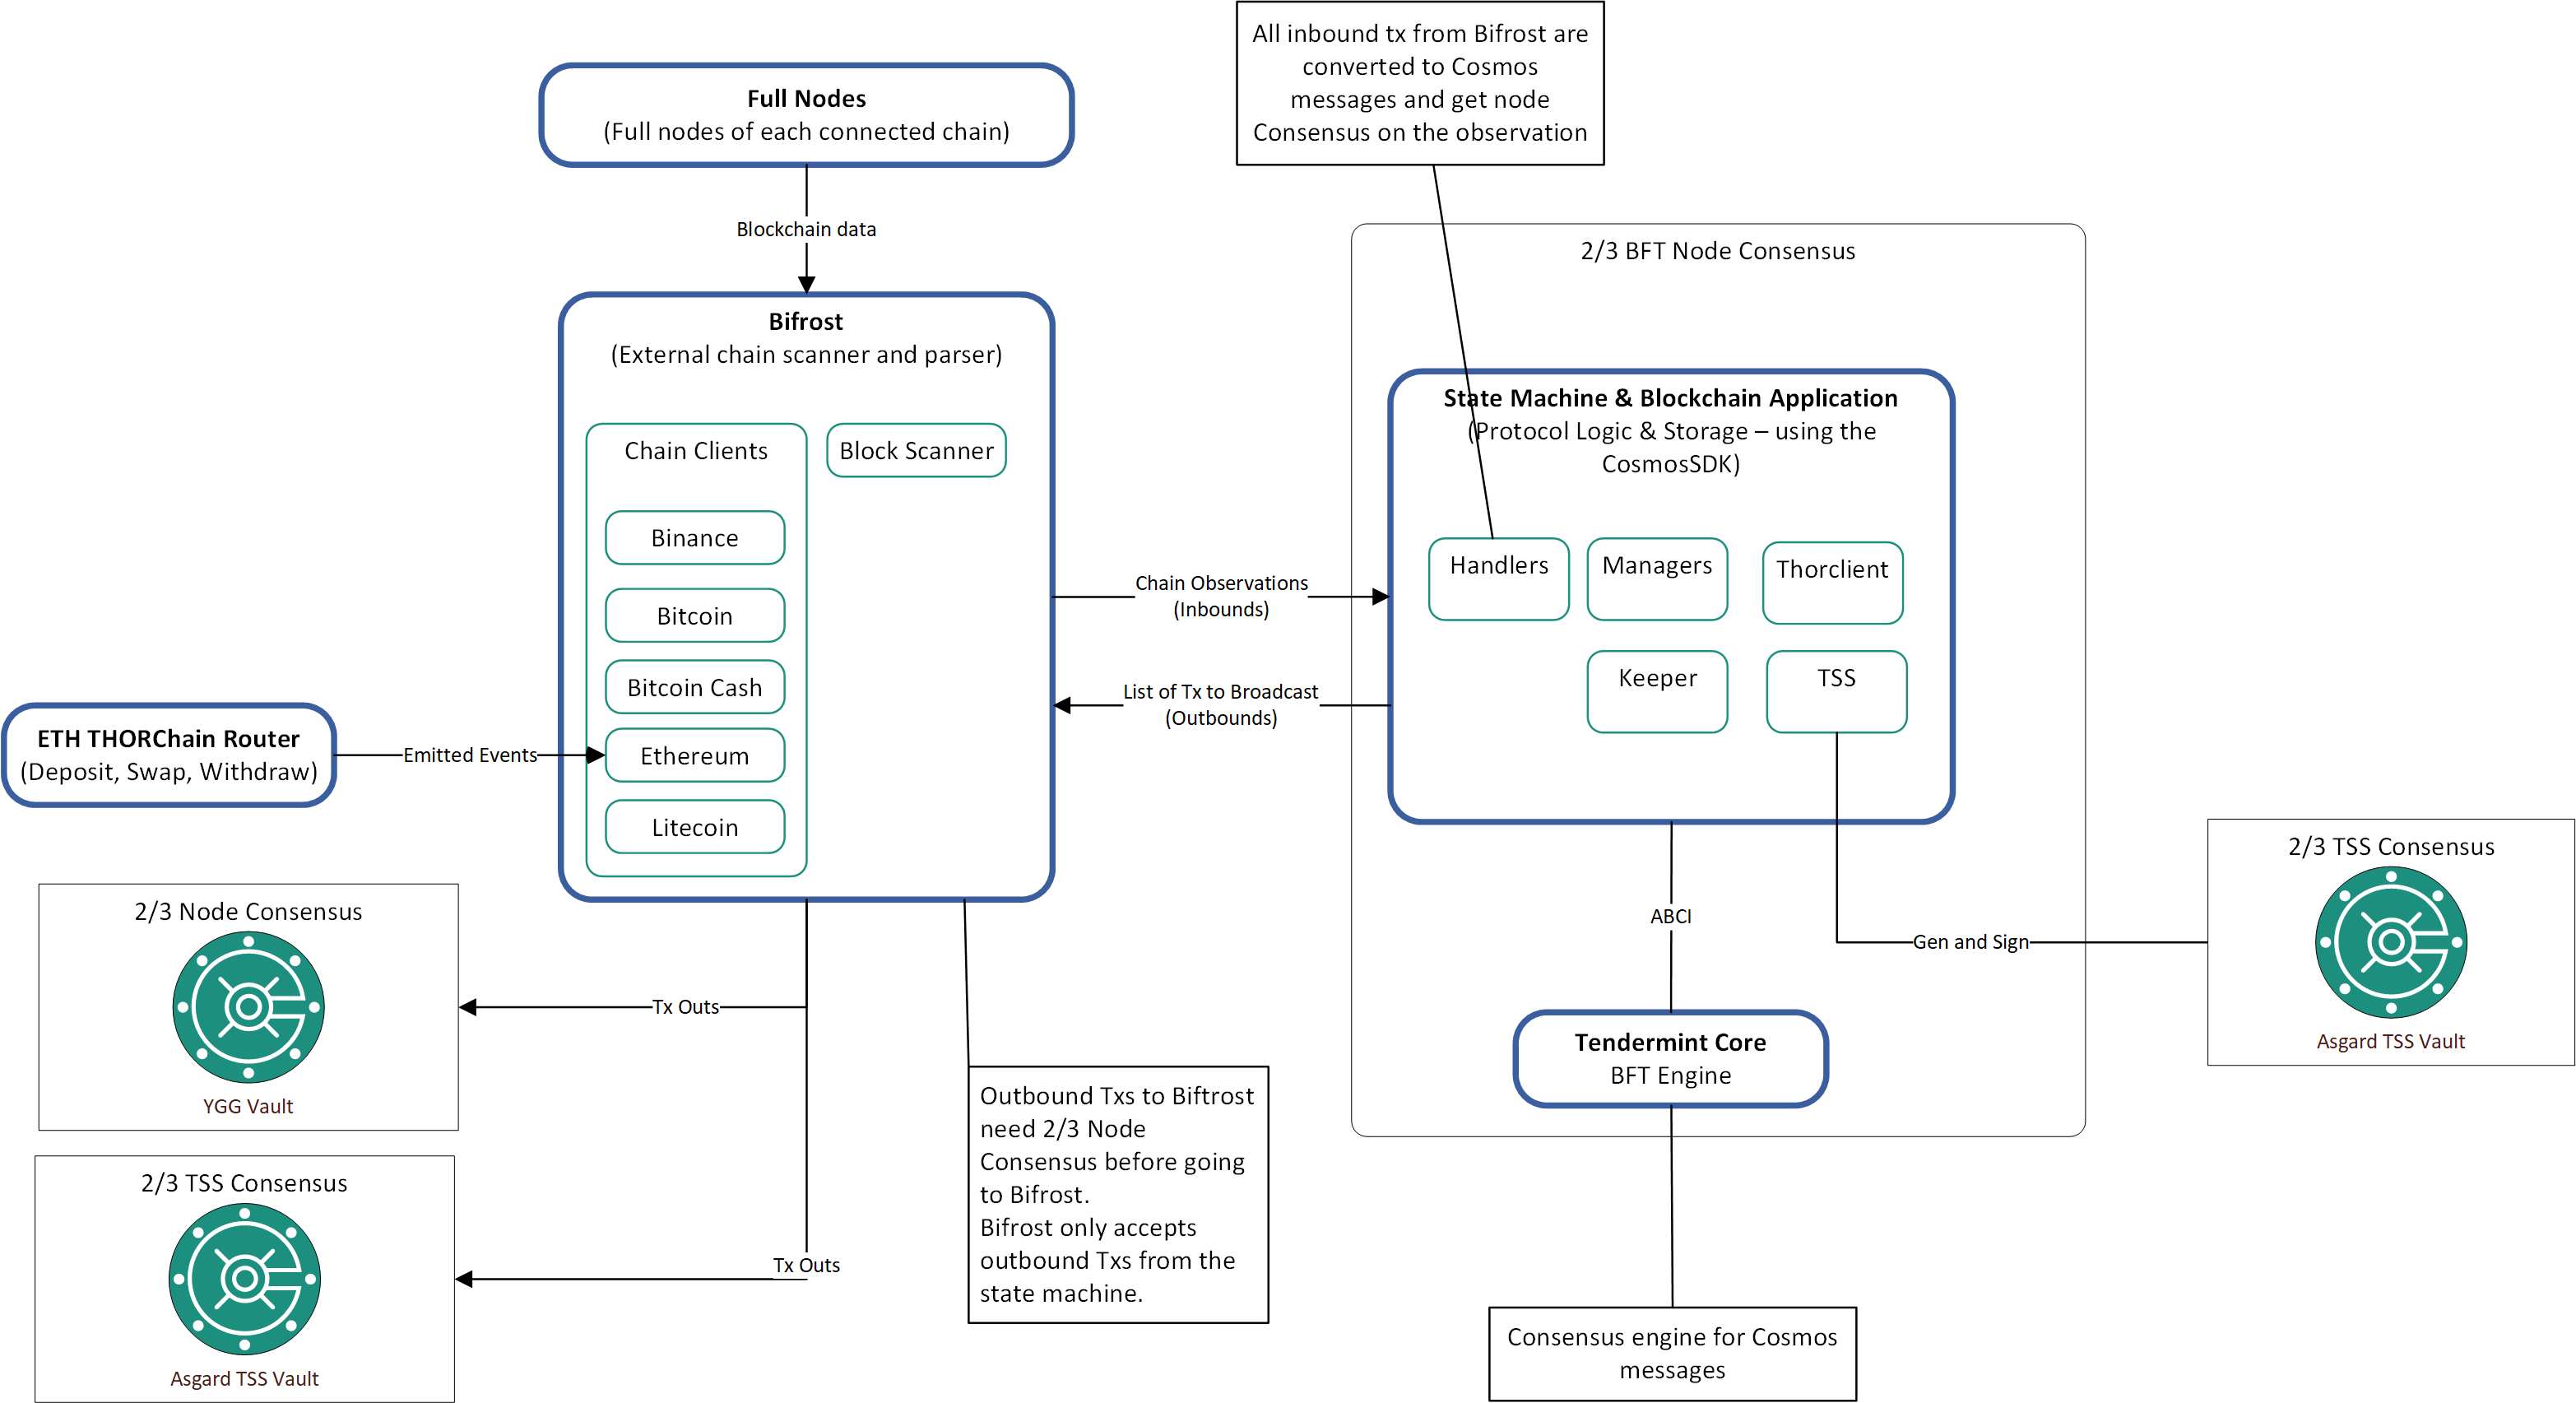 All inbound tx from Bifrost are
converted to Cosmos
messages and get node
Consensus on the observation
Full Nodes
(Full nodes of each connected chain)
Blockchain data
2/3 BFT Node Consensus
Bifrost
(External chain scanner and parser)
Chain Clients
Block Scanner
Binance
Bitcoin
Bitcoin Cash
Ethereum
Litecoin
State Machine & Blockchain Application
(Protocol Logic & Storage – using the
CosmosSDK)
Handlers
Managers
Thorclient
Keeper
TSS
Chain Observations
(Inbounds)
List of Tx to Broadcast
(Outbounds)
ETH THORChain Router
(Deposit, Swap, Withdraw)
Emitted Events
2/3 Node Consensus
YGG Vault
Tx Outs
2/3 TSS Consensus
Asgard TSS Vault
Tx Outs
Outbound Txs to Biftrost
need 2/3 Node
Consensus before going
to Bifrost.
Bifrost only accepts
outbound Txs from the
state machine.
ABCI
Gen and Sign
2/3 TSS Consensus
Asgard TSS Vault
Tendermint Core
BFT Engine
Consensus engine for Cosmos
messages